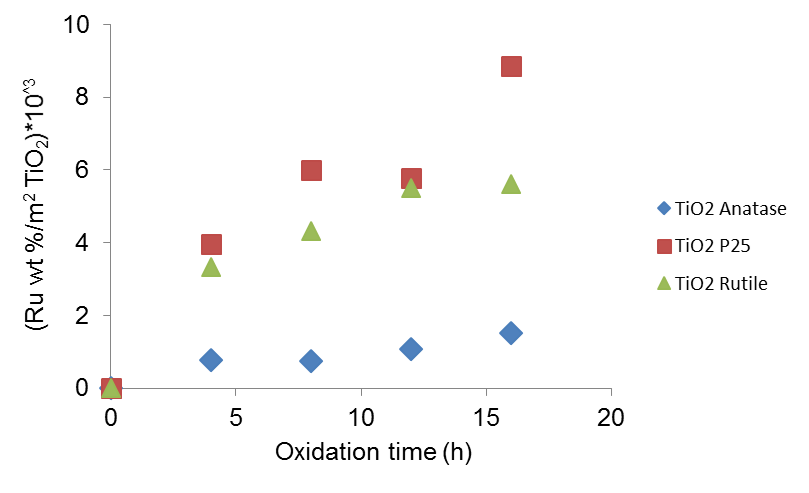 10
8
6
4
2
0
0
5
10
15
20
(Ru wt %/m² TiO₂)*10^3
Oxidation time (h)
TiO2 Anatase
TiO2 P25
TiO2 Rutile